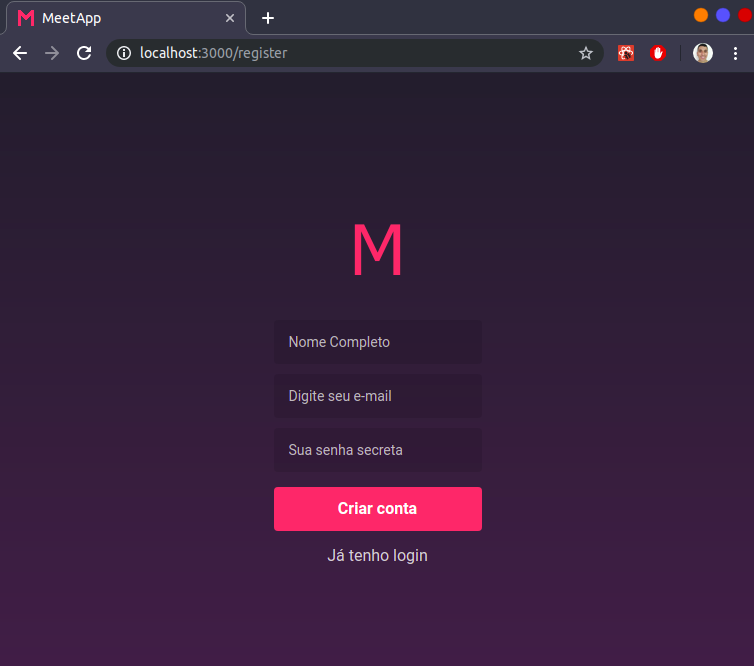 MeetApp
localhost:3000/register
M
Nome Completo
Digite seu e-mail
Sua senha secreta
Criar conta
Já tenho login